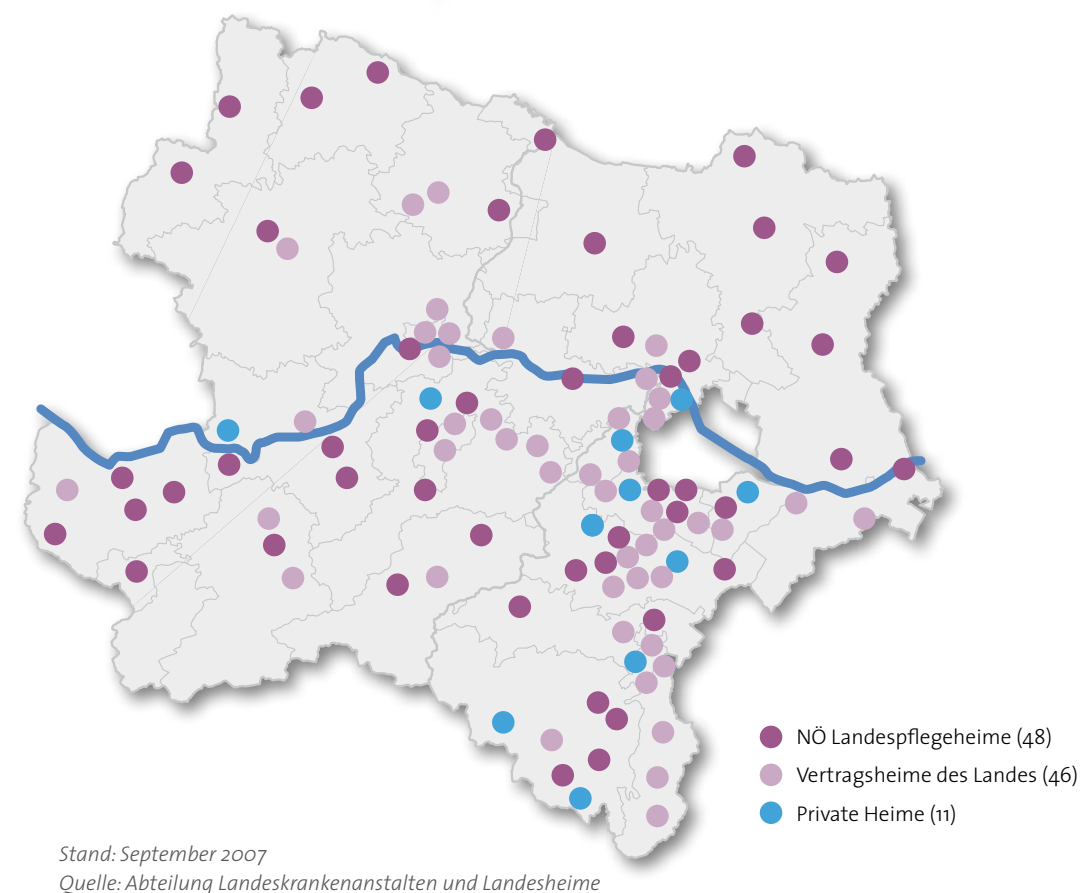 NÖ Landespflegeheime (48)
Vertragsheime des Landes (46)
Private Heime (11)
Stand: September 2007
Quelle: Abteilung Landeskrankenanstalten und Landesheime